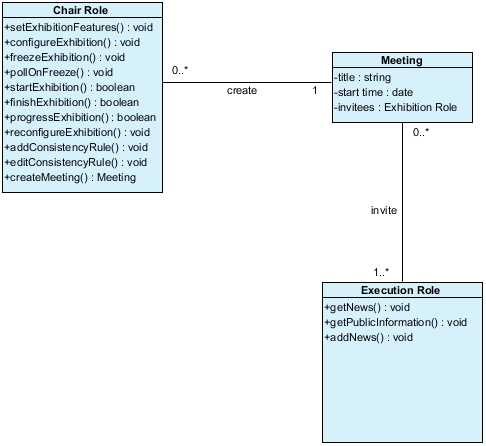 Chair Role
+setExhibitionFeatures() : void
+configureExhibition() : void
+freezeExhibition() : void
+pollOnFreeze() : void
+startExhibition() : boolean
+finishExhibition() : boolean
+progressExhibition() : boolean
+reconfigureExhibition() : void
+addConsistencyRule() : void
+editConsistencyRule() : void
+createMeeting() : Meeting
0..*
create
1
Meeting
-title : string
-start time : date
-invitees : Exhibition Role
0..*
invite
1..*
Execution Role
+getNews() : void
+getPublicInformation() : void
+addNews() : void